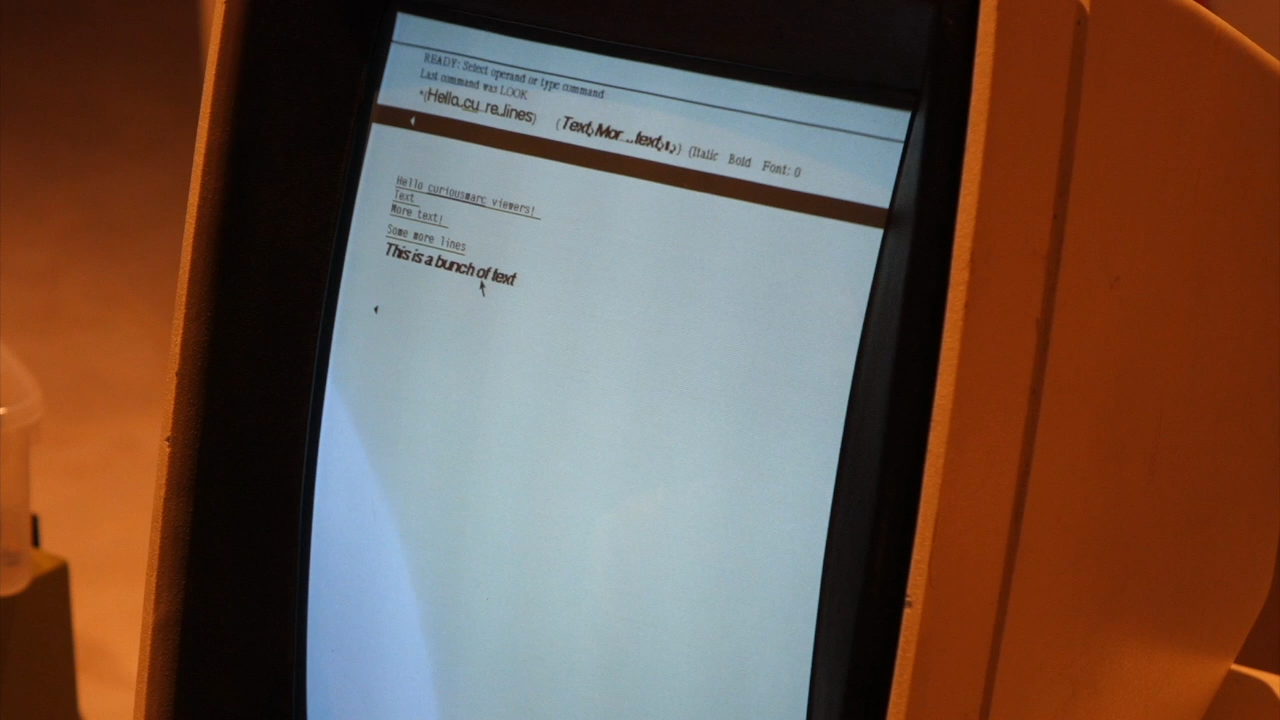 READY: Select operand or type command
Last command was LOOK
*{Hello..cu re..lines} {Text Mor ...text } {Italic Bold Font: 0
Hello curiousmarc viewers!
Text
More text!
Some more lines
This is a bunch of text